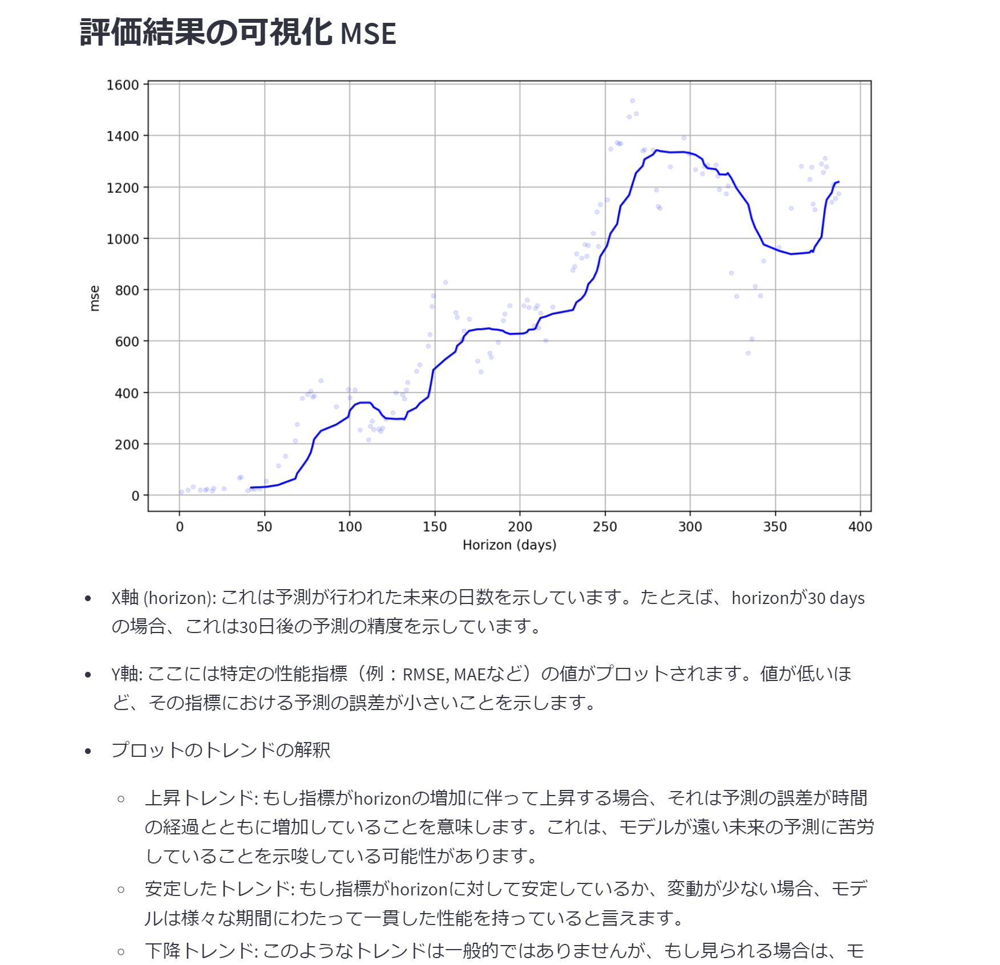 評価結果の可視化 MSE
1600
1400
1200
1000
800
600
400
200
0
mse
0 50 100 150 200 250 300 350 400
Horizon (days)
X軸 (horizon): これは予測が行われた未来の日数を示しています。たとえば、horizonが30 days
の場合、これは30日後の予測の精度を示しています。
Y軸: ここには特定の性能指標（例：RMSE, MAEなど）の値がプロットされます。値が低いほ
ど、その指標における予測の誤差が小さいことを示します。
プロットのトレンドの解釈
上昇トレンド: もし指標がhorizonの増加に伴って上昇する場合、それは予測の誤差が時間
の経過とともに増加していることを意味します。これは、モデルが遠い未来の予測に苦労
していることを示唆している可能性があります。
安定したトレンド: もし指標がhorizonに対して安定しているか、変動が少ない場合、モデ
ルは様々な期間にわたって一貫した性能を持っていると言えます。
下降トレンド: このようなトレンドは一般的ではありませんが、もし見られる場合は、モ